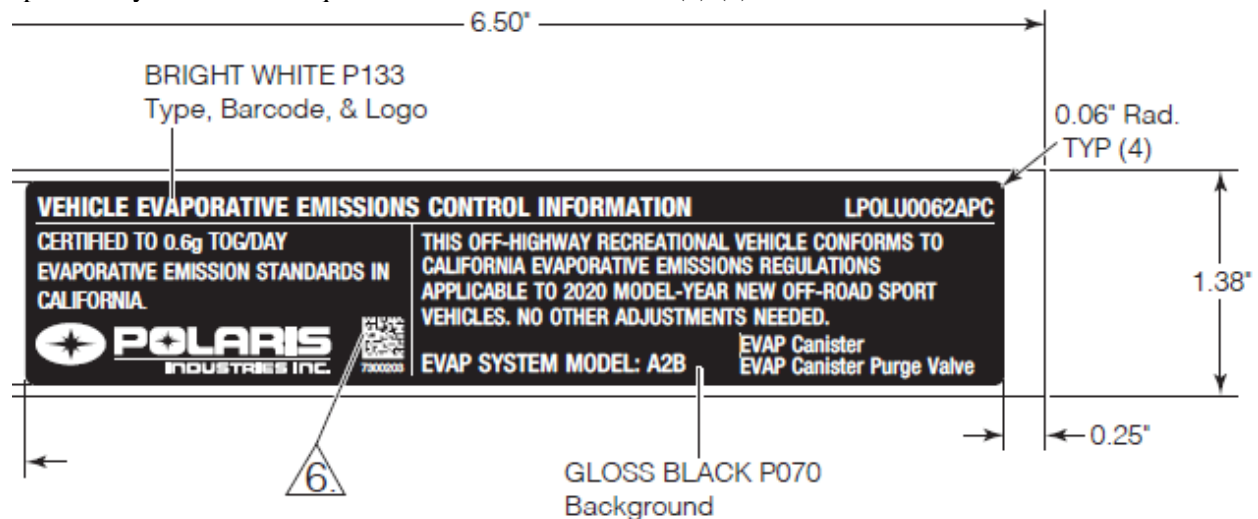 6.50"
BRIGHT WHITE P133
Type, Barcode, & Logo
0.06" Rad.
TYP (4)
VEHICLE EVAPORATIVE EMISSIONS CONTROL INFORMATION LPOLU0062APC
CERTIFIED TO 0.6g TOG/DAY
EVAPORATIVE EMISSION STANDARDS IN
CALIFORNIA.
THIS OFF-HIGHWAY RECREATIONAL VEHICLE CONFORMS TO
CALIFORNIA EVAPORATIVE EMISSIONS REGULATIONS
APPLICABLE TO 2020 MODEL-YEAR NEW OFF-ROAD SPORT
VEHICLES. NO OTHER ADJUSTMENTS NEEDED.
POLARIS
INDUSTRIES INC.
7300203
EVAP SYSTEM MODEL: A2B
EVAP Canister
EVAP Canister Purge Valve
1.38"
0.25"
6.
GLOSS BLACK P070
Background